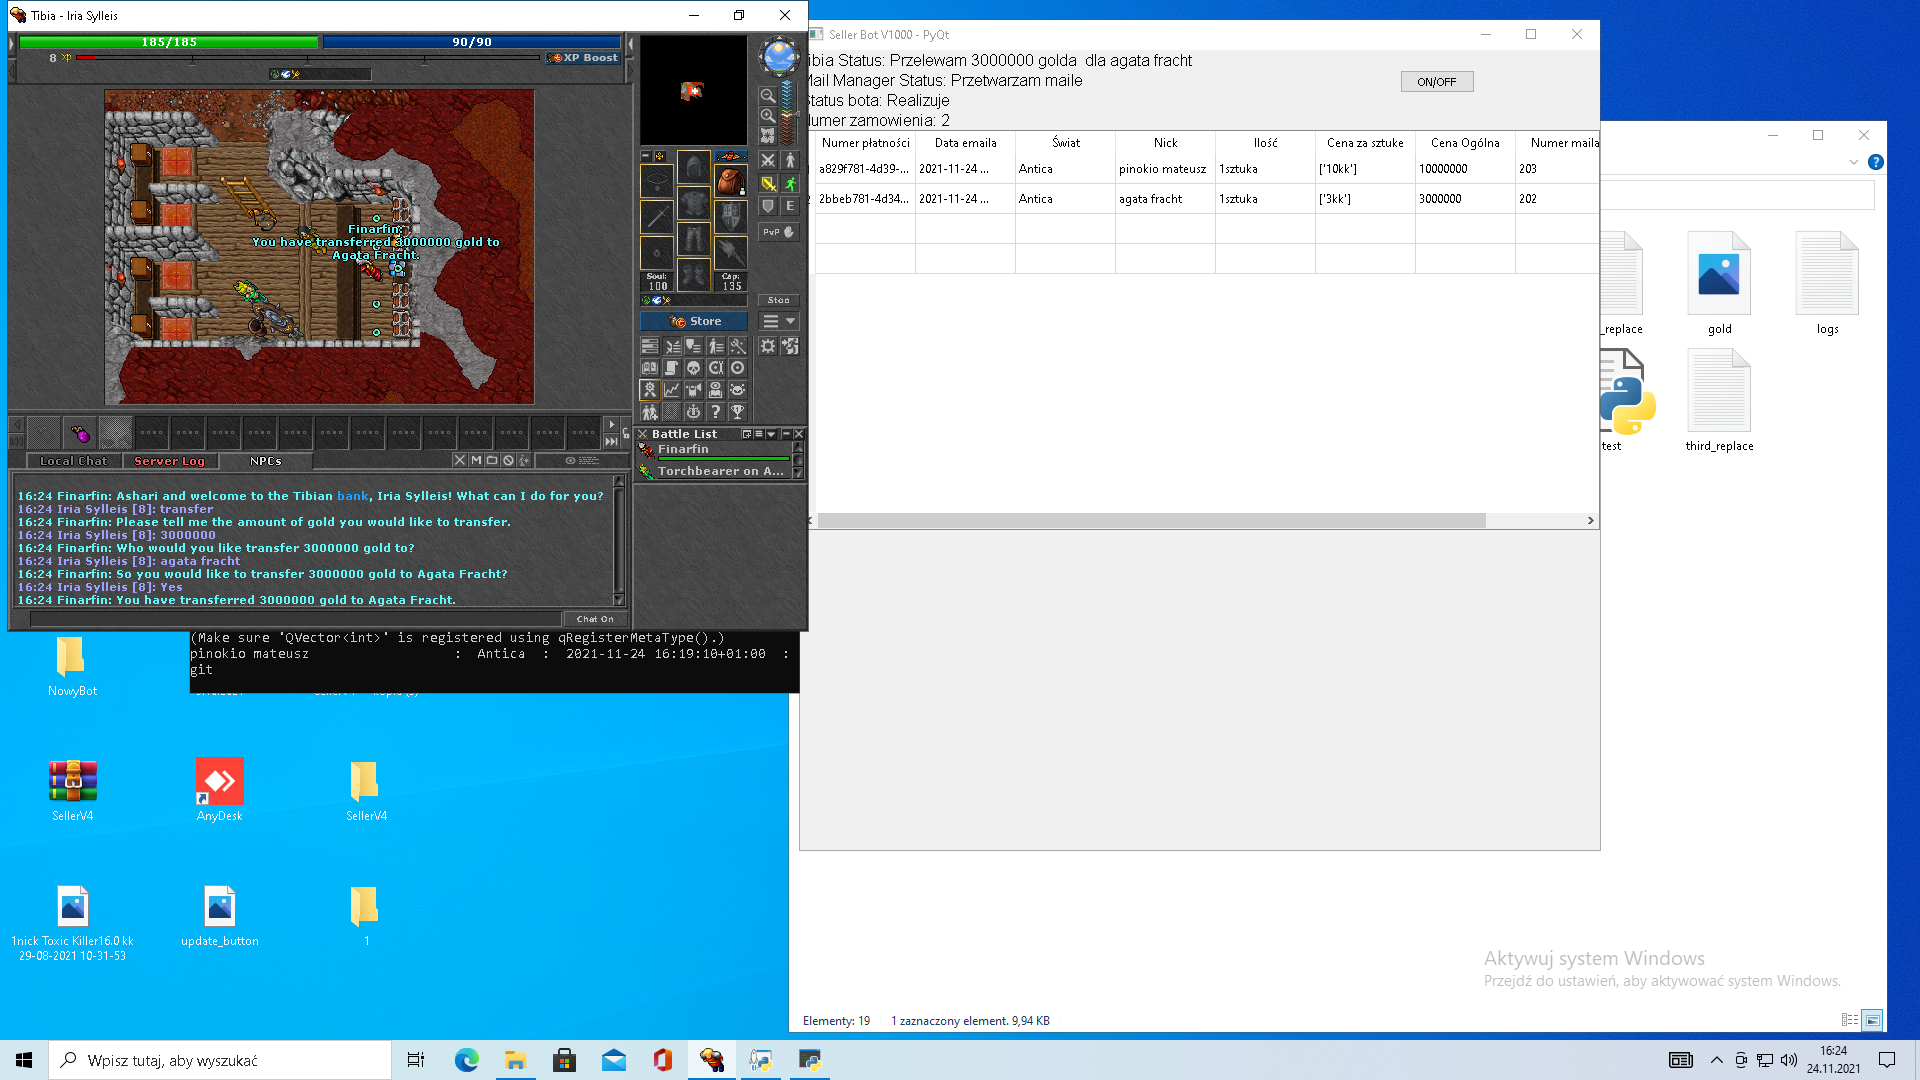 Tibia - Iria Sylleis
185/185
90/90
8 XP
XP Boost
Finarfin:
You have transferred 3000000 gold to
Agata Fracht.
Soul:
100
Cap:
135
PvP
E
Stop
Store
Battle List
Finarfin
Torchbearer on A...
Local Chat
Server Log
NPCs
16:24 Finarfin: Ashari and welcome to the Tibian bank, Iria Sylleis! What can I do for you?
16:24 Iria Sylleis [8]: transfer
16:24 Finarfin: Please tell me the amount of gold you would like to transfer.
16:24 Iria Sylleis [8]: 3000000
16:24 Finarfin: Who would you like transfer 3000000 gold to?
16:24 Iria Sylleis [8]: agata fracht
16:24 Finarfin: So you would like to transfer 3000000 gold to Agata Fracht?
16:24 Iria Sylleis [8]: Yes
16:24 Finarfin: You have transferred 3000000 gold to Agata Fracht.
Chat On
(Make sure 'QVector<int>' is registered using qRegisterMetaType().)
pinokio mateusz : Antica : 2021-11-24 16:19:10+01:00 :
git
Seller Bot V1000 - PyQt
ibia Status: Przelewam 3000000 golda dla agata fracht
Mail Manager Status: Przetwarzam maile
Status bota: Realizuje
Numer zamowienia: 2
ON/OFF
Numer płatności Data emaila Świat Nick Ilość Cena za sztuke Cena Ogólna Numer maila
a829f781-4d39-... 2021-11-24 ... Antica pinokio mateusz 1sztuka ['10kk'] 10000000 203
2 2bbeb781-4d34... 2021-11-24 ... Antica agata fracht 1sztuka ['3kk'] 3000000 202
_replace
gold
logs
test
third_replace
NowyBot
SellerV4
AnyDesk
SellerV4
1nick Toxic Killer16.0 kk
29-08-2021 10-31-53
update_button
1
Aktywuj system Windows
Przejdź do ustawień, aby aktywować system Windows.
Elementy: 19 1 zaznaczony element. 9,94 KB
Wpisz tutaj, aby wyszukać
16:24
24.11.2021